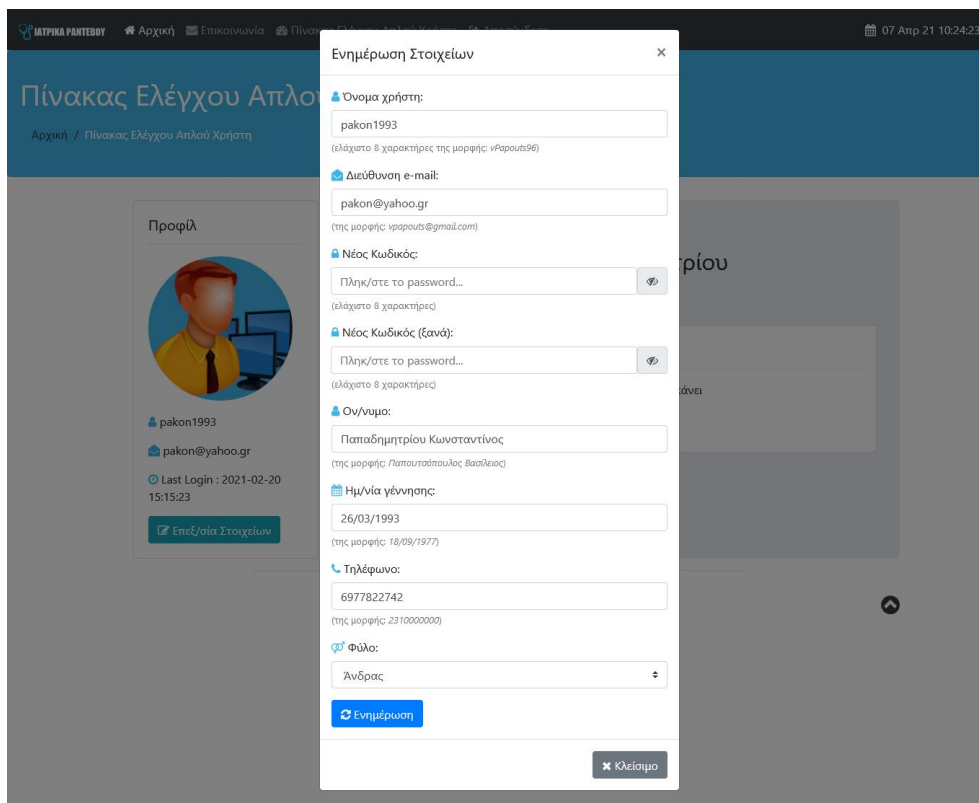 ΙΑΤΡΙΚΑ ΡΑΝΤΕΒΟΥ Αρχική Επικοινωνία 07 Απρ 21 10:24:23
Ενημέρωση Στοιχείων ×
Πίνακας Ελέγχου
Αρχική / Πίνακας Ελέγχου Απλού Χρήστη
Όνομα χρήστη:
pakon1993
(ελάχιστο 8 χαρακτήρες της μορφής: vPapouts96)
Διεύθυνση e-mail:
pakon@yahoo.gr
(της μορφής: vpapouts@gmail.com)
Νέος Κωδικός:
Πληκ/στε το password...
(ελάχιστο 8 χαρακτήρες)
Νέος Κωδικός (ξανά):
Πληκ/στε το password...
(ελάχιστο 8 χαρακτήρες)
Ον/νυμο:
Παπαδημητρίου Κωνσταντίνος
(της μορφής: Παπουτσόπουλος Βασίλειος)
Ημ/νία γέννησης:
26/03/1993
(της μορφής: 18/09/1977)
Τηλέφωνο:
6977822742
(της μορφής: 2310000000)
Φύλο:
Άνδρας
Ενημέρωση
Κλείσιμο
Προφίλ
pakon1993
pakon@yahoo.gr
Last Login : 2021-02-20
15:15:23
Επεξ/σία Στοιχείων
ρίου
κάνει